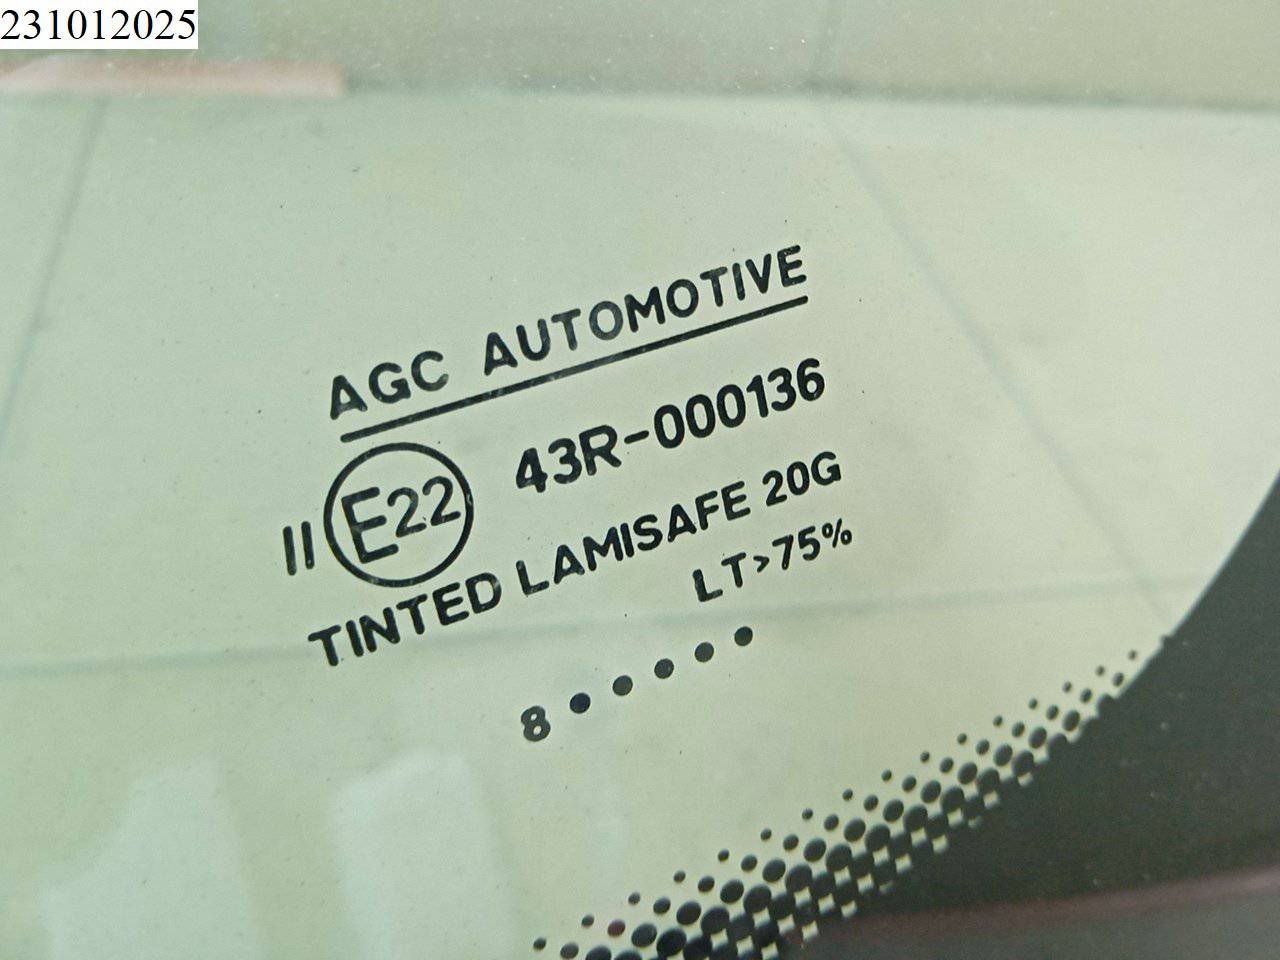 231012025
AGC AUTOMOTIVE
II E22 43R-000136
TINTED LAMISAFE 20G
LT>75%
8•••••